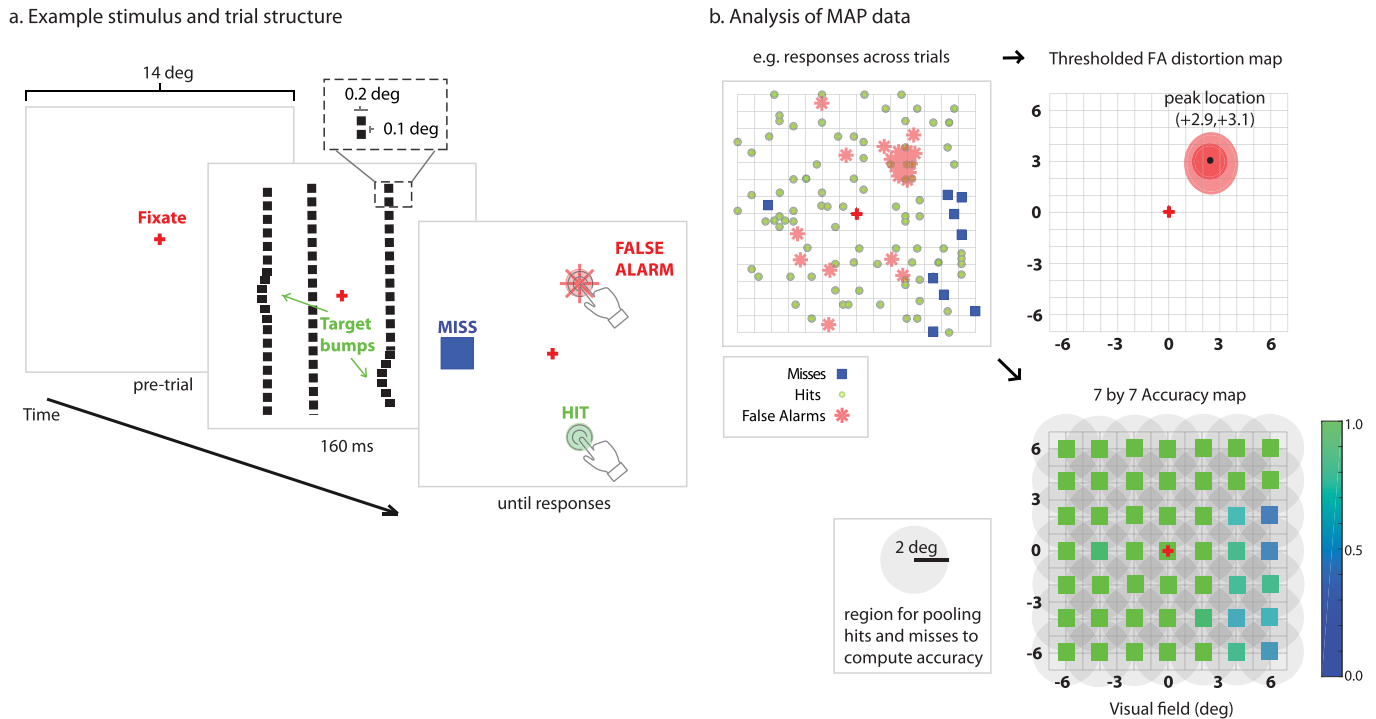 a. Example stimulus and trial structure
14 deg
Fixate
pre-trial
0.2 deg
0.1 deg
Target
bumps
160 ms
FALSE
ALARM
MISS
HIT
until responses
Time
b. Analysis of MAP data
e.g. responses across trials
Misses
Hits
False Alarms
Thresholded FA distortion map
peak location
(+2.9,+3.1)
6
3
0
-3
-6
-6 -3 0 3 6
7 by 7 Accuracy map
6
3
0
-3
-6
-6 -3 0 3 6
Visual field (deg)
1.0
0.5
0.0
2 deg
region for pooling
hits and misses to
compute accuracy